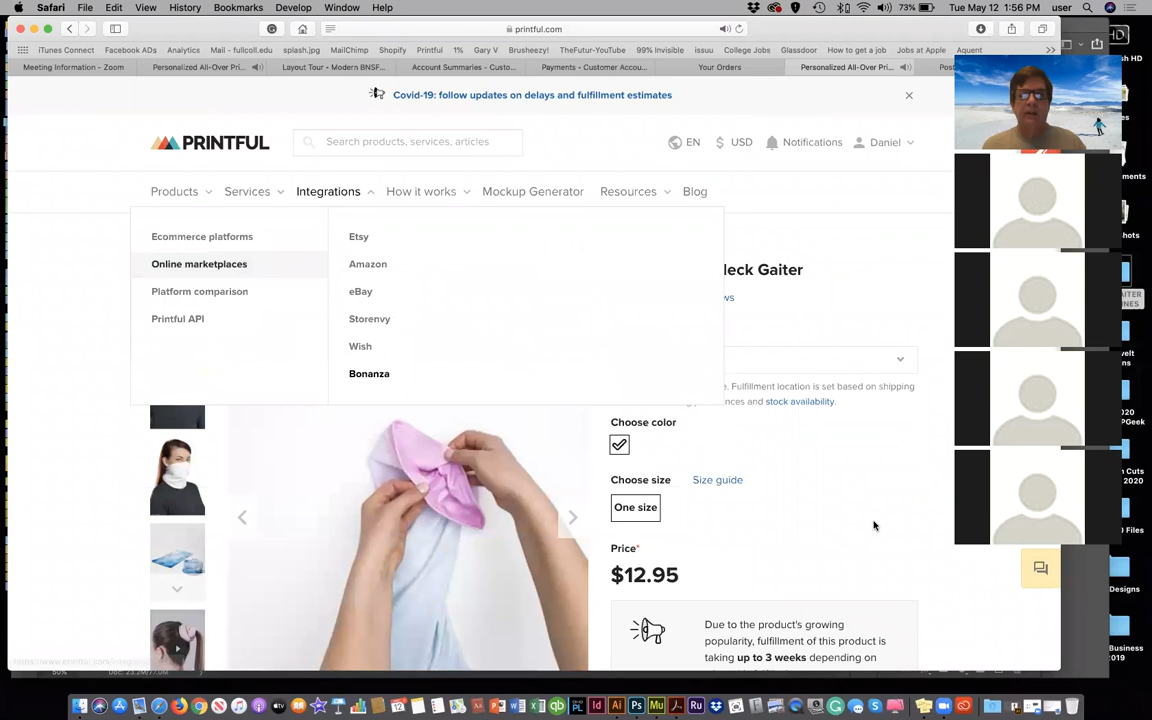 Safari File Edit View History Bookmarks Develop Window Help 73% Tue May 12 1:56 PM user
printful.com
iTunes Connect Facebook ADs Analytics Mail - fullcoll.edu splash.jpg MailChimp Shopify Printful 1% Gary V Brusheezy! TheFutur-YouTube 99% Invisible issuu College Jobs Glassdoor How to get a job Jobs at Apple Aquent
Meeting Information - Zoom Personalized All-Over Pri... Layout Tour - Modern BNSF... Account Summaries - Custo... Payments - Customer Accou... Your Orders Personalized All-Over Pri...
Covid-19: follow updates on delays and fulfillment estimates
PRINTFUL Search products, services, articles EN $ USD Notifications Daniel
Products Services Integrations How it works Mockup Generator Resources Blog
Ecommerce platforms Etsy
Online marketplaces Amazon
Platform comparison eBay
Printful API Storenvy
Wish
Bonanza
Neck Gaiter
. Fulfillment location is set based on shipping
stock availability.
Choose color
Choose size Size guide
One size
Price*
$12.95
Due to the product's growing
popularity, fulfillment of this product is
taking up to 3 weeks depending on